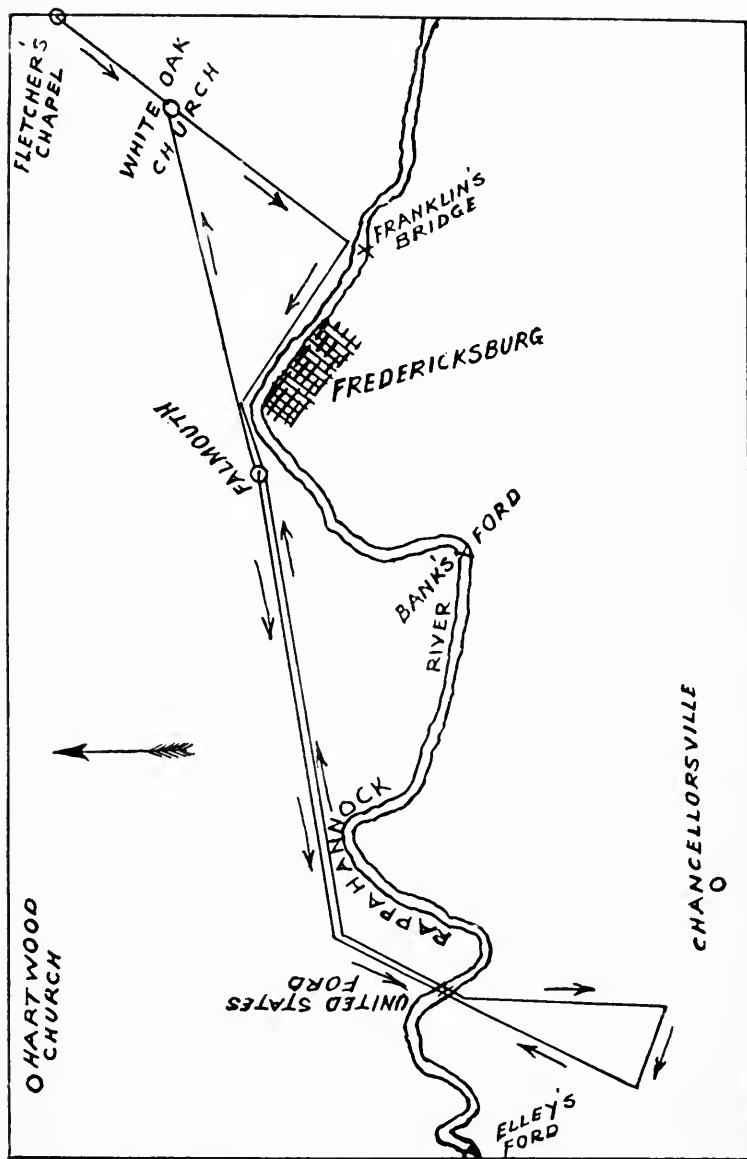 FLETCHER'S
CHAPEL
WHITE OAK
CHURCH
FRANKLIN'S
BRIDGE
FREDERICKSBURG
FALMOUTH
BANK'S FORD
RIVER
RAPPAHANNOCK
CHANCELLORSVILLE
HARTWOOD
CHURCH
UNITED STATES
FORD
ELLEY'S
FORD